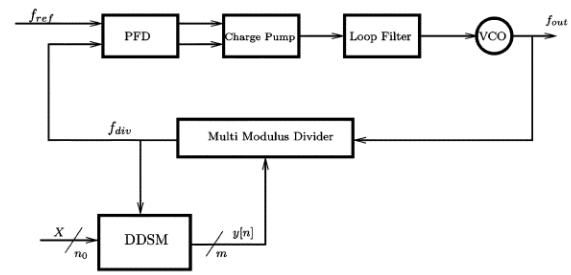 f_ref
PFD
Charge Pump
Loop Filter
VCO
f_out
f_div
Multi Modulus Divider
X
n_0
DDSM
y[n]
m